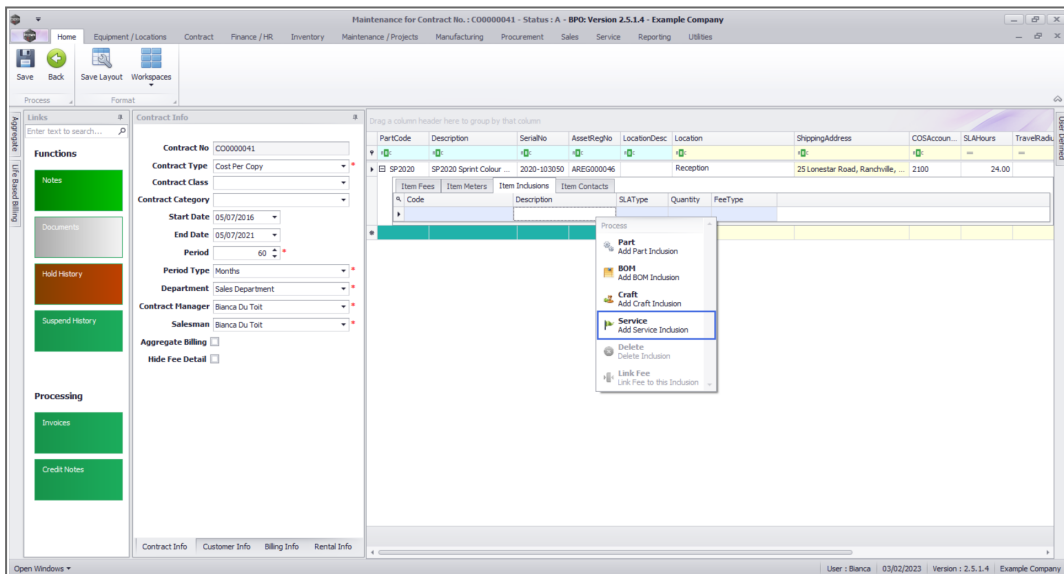 Maintenance for Contract No. : CO0000041 - Status : A - BPO: Version 2.5.1.4 - Example Company
Home Equipment / Locations Contract Finance / HR Inventory Maintenance / Projects Manufacturing Procurement Sales Service Reporting Utilities
Save Back Save Layout Workspaces
Process Format
Links
Enter text to search...
Functions
Notes
Documents
Hold History
Suspend History
Processing
Invoices
Credit Notes
Aggregate
Life Based Billing
Contract Info
Contract No CO0000041
Contract Type Cost Per Copy *
Contract Class
Contract Category
Start Date 05/07/2016
End Date 05/07/2021
Period 60 *
Period Type Months *
Department Sales Department *
Contract Manager Bianca Du Toit *
Salesman Bianca Du Toit *
Aggregate Billing
Hide Fee Detail
Contract Info Customer Info Billing Info Rental Info
Drag a column header here to group by that column
PartCode Description SerialNo AssetRegNo LocationDesc Location ShippingAddress COSAccoun... SLAHours TravelRadiu
SP2020 SP2020 Sprint Colour ... 2020-103050 AREG000046 Reception 25 Lonestar Road, Ranchville, ... 2100 24.00
Item Fees Item Meters Item Inclusions Item Contacts
Code Description SLAType Quantity FeeType
Process
Part
Add Part Inclusion
BOM
Add BOM Inclusion
Craft
Add Craft Inclusion
Service
Add Service Inclusion
Delete
Delete Inclusion
Link Fee
Link Fee to this Inclusion
User Defined
Open Windows
User : Bianca 03/02/2023 Version : 2.5.1.4 Example Company